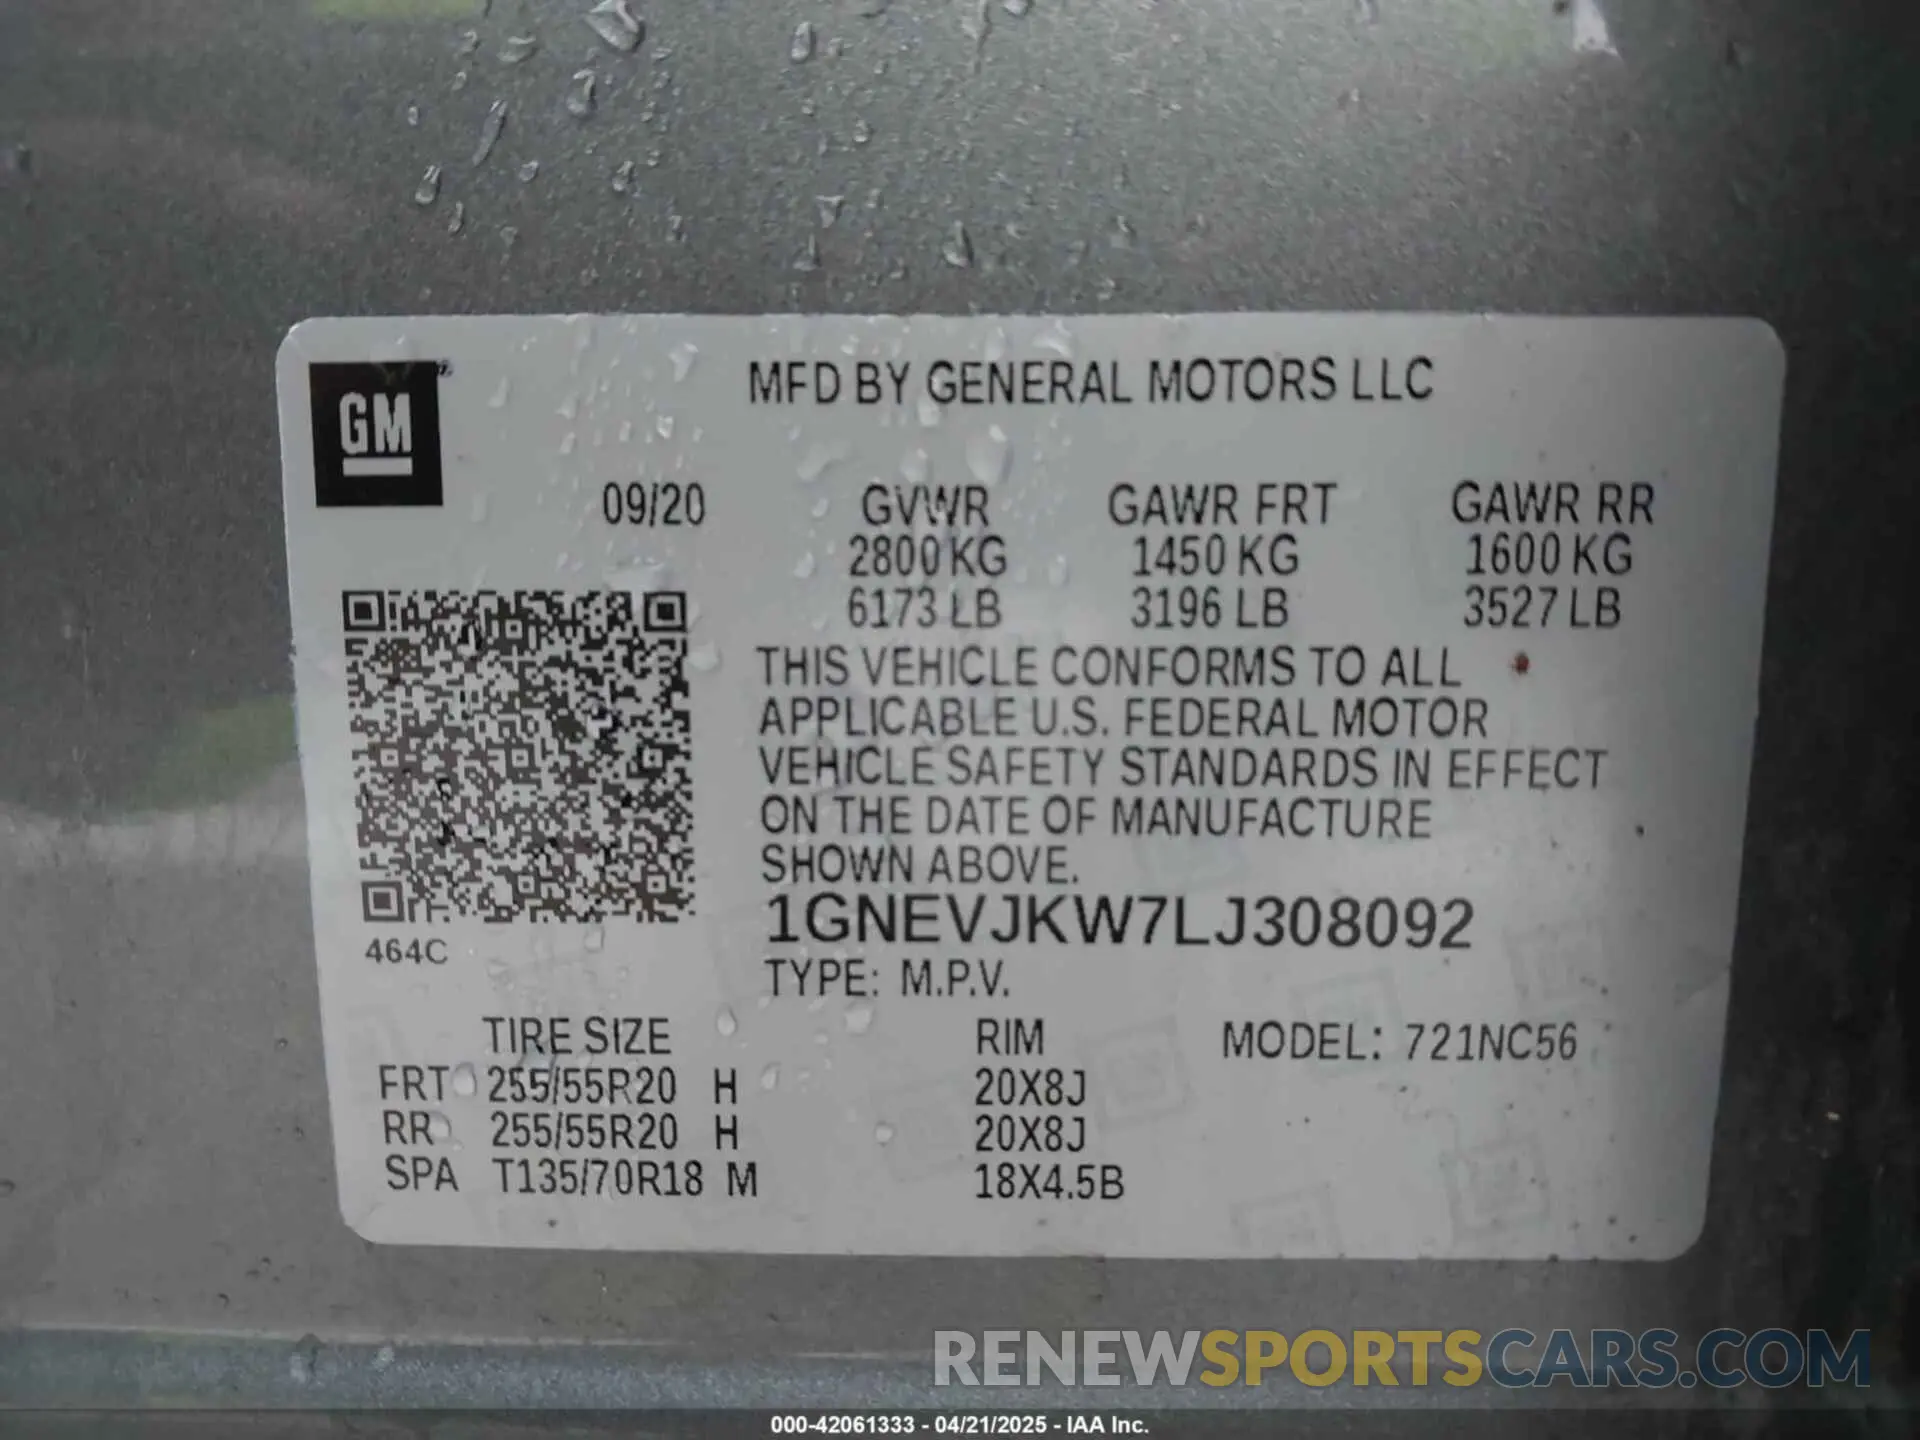 GM
MFD BY GENERAL MOTORS LLC
09/20 GVWR GAWR FRT GAWR RR
2800 KG 1450 KG 1600 KG
6173 LB 3196 LB 3527 LB
THIS VEHICLE CONFORMS TO ALL
APPLICABLE U.S. FEDERAL MOTOR
VEHICLE SAFETY STANDARDS IN EFFECT
ON THE DATE OF MANUFACTURE
SHOWN ABOVE.
1GNEVJKW7LJ308092
464C
TYPE: M.P.V.
TIRE SIZE RIM MODEL: 721NC56
FRT 255/55R20 H 20X8J
RR 255/55R20 H 20X8J
SPA T135/70R18 M 18X4.5B
RENEWSPORTSCARS.COM
000-42061333 - 04/21/2025 - IAA Inc.